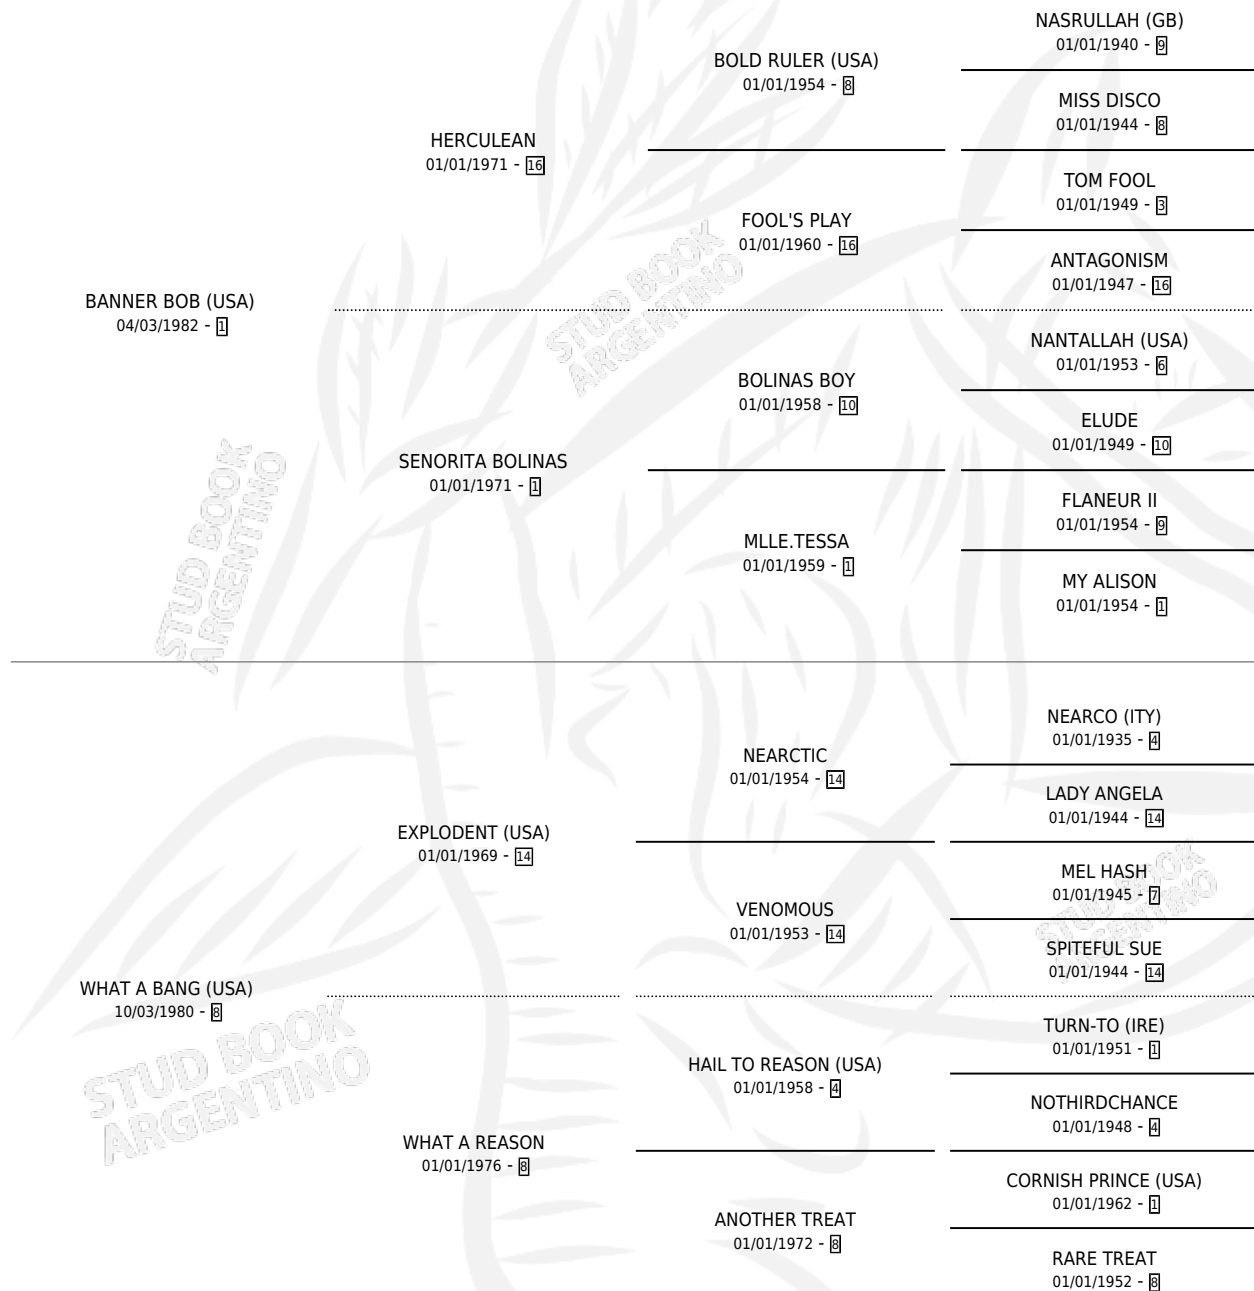 NASRULLAH (GB)
01/01/1940 - 9
BOLD RULER (USA)
01/01/1954 - 8
MISS DISCO
01/01/1944 - 8
HERCULEAN
01/01/1971 - 16
TOM FOOL
01/01/1949 - 3
FOOL'S PLAY
01/01/1960 - 16
ANTAGONISM
01/01/1947 - 16
BANNER BOB (USA)
04/03/1982 - 1
STUD BOOK
ARGENTINO
NANTALLAH (USA)
01/01/1953 - 6
BOLINAS BOY
01/01/1958 - 10
ELUDE
01/01/1949 - 10
SENORITA BOLINAS
01/01/1971 - 1
FLANEUR II
01/01/1954 - 9
MLLE.TESSA
01/01/1959 - 1
MY ALISON
01/01/1954 - 1
STUD BOOK
ARGENTINO
NEARCO (ITY)
01/01/1935 - 4
NEARCTIC
01/01/1954 - 14
LADY ANGELA
01/01/1944 - 14
EXPLODENT (USA)
01/01/1969 - 14
MEL HASH
01/01/1945 - 7
VENOMOUS
01/01/1953 - 14
STUD BOOK
ARGENTINO
SPITEFUL SUE
01/01/1944 - 14
WHAT A BANG (USA)
10/03/1980 - 8
TURN-TO (IRE)
01/01/1951 - 1
HAIL TO REASON (USA)
01/01/1958 - 4
STUD BOOK
ARGENTINO
NOTHIRDCHANCE
01/01/1948 - 4
WHAT A REASON
01/01/1976 - 8
CORNISH PRINCE (USA)
01/01/1962 - 1
ANOTHER TREAT
01/01/1972 - 8
RARE TREAT
01/01/1952 - 8